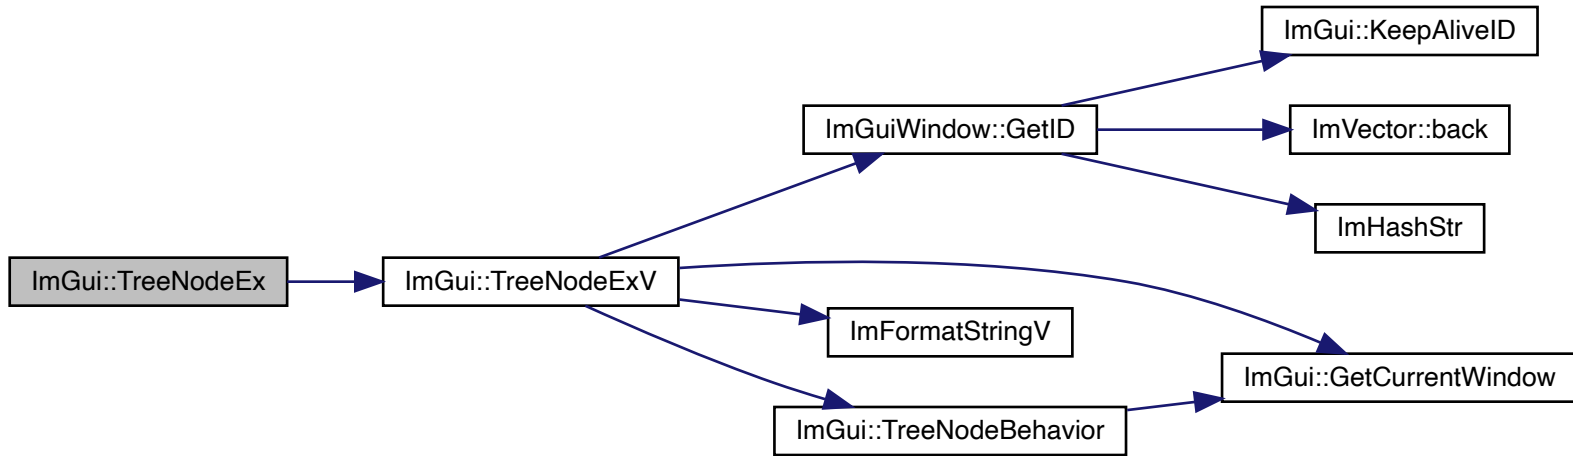 ImGui::KeepAliveID
ImGuiWindow::GetID
ImVector::back
ImHashStr
ImGui::TreeNodeEx
ImGui::TreeNodeExV
ImFormatStringV
ImGui::GetCurrentWindow
ImGui::TreeNodeBehavior